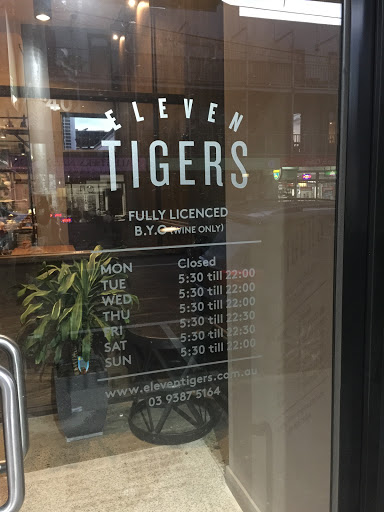 ELEVEN
TIGERS
FULLY LICENCED
B.Y.O (WINE ONLY)
MON Closed
TUE 5:30 till 22:00
WED 5:30 till 22:00
THU 5:30 till 22:00
FRI 5:30 till 22:30
SAT 5:30 till 22:30
SUN 5:30 till 22:00
www.eleventigers.com.au
03 9387 5164